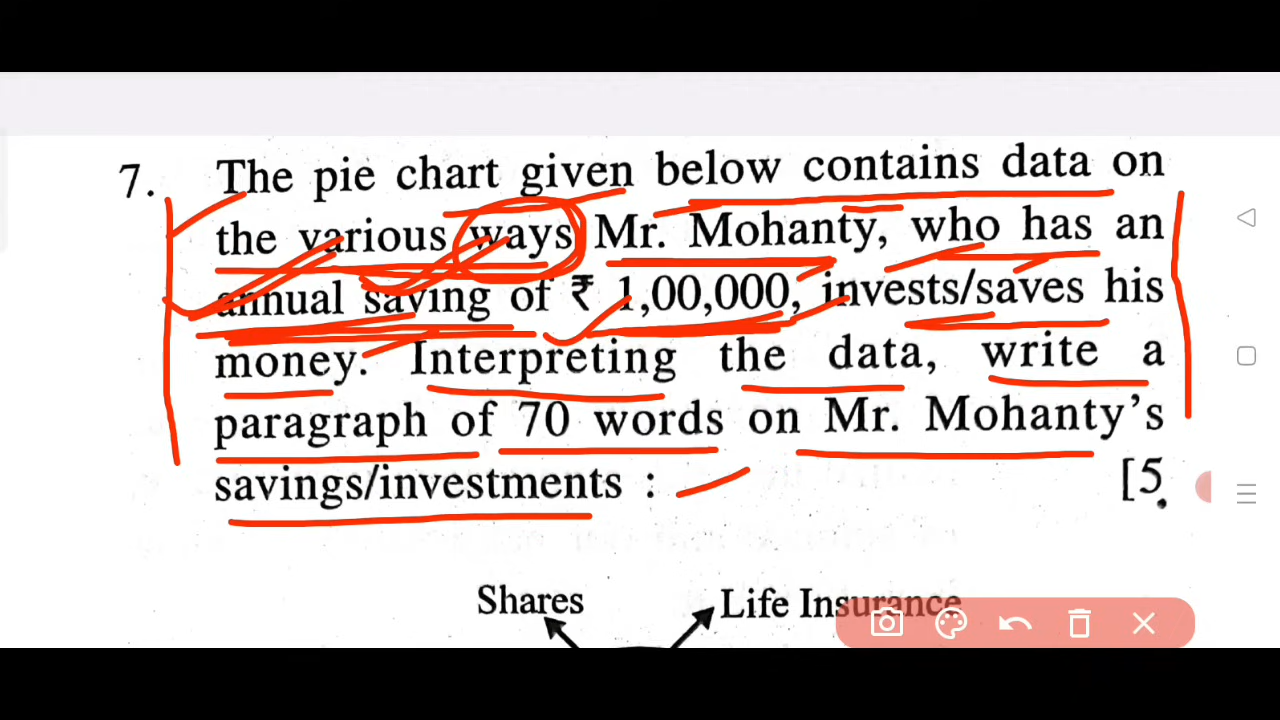 7. The pie chart given below contains data on
the various ways Mr. Mohanty, who has an
annual saving of ₹ 1,00,000, invests/saves his
money. Interpreting the data, write a
paragraph of 70 words on Mr. Mohanty's
savings/investments : [5
Shares Life Insurance